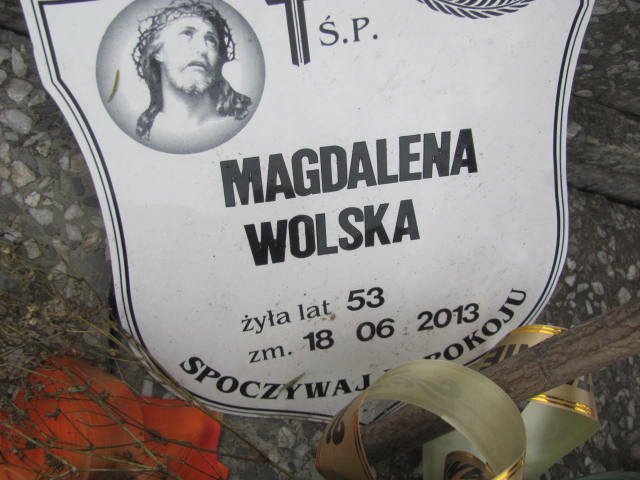 Ś.P.
MAGDALENA
WOLSKA
żyła lat 53
zm. 18 06 2013
SPOCZYWAJ W POKOJU